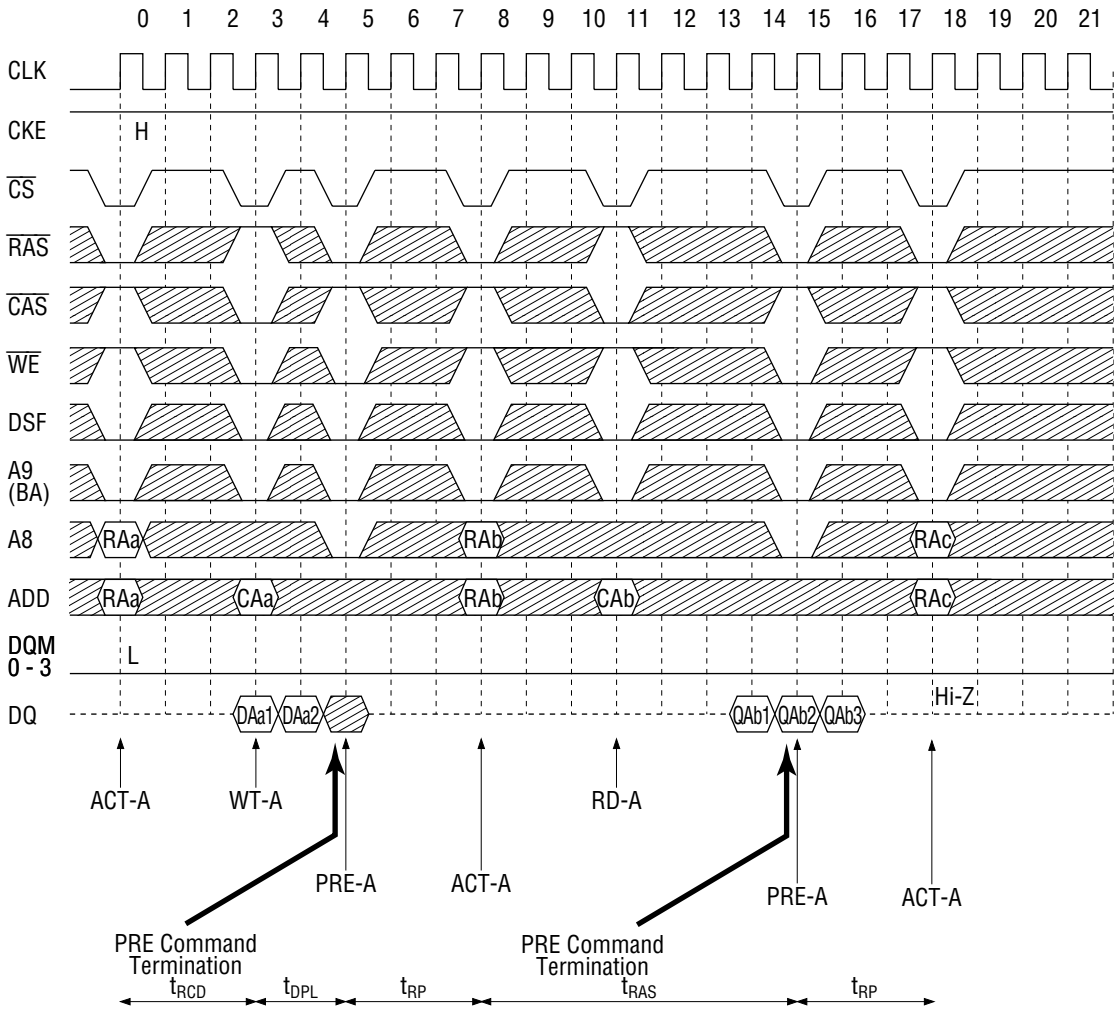 0 1 2 3 4 5 6 7 8 9 10 11 12 13 14 15 16 17 18 19 20 21
CLK
CKE H
CS
RAS
CAS
WE
DSF
A9
(BA)
A8 RAa RAb RAc
ADD RAa CAa RAb CAb RAc
DQM
0 - 3 L
DQ DAa1 DAa2 QAb1 QAb2 QAb3 Hi-Z
ACT-A WT-A RD-A
PRE-A ACT-A PRE-A ACT-A
PRE Command
Termination
PRE Command
Termination
tRCD tDPL tRP tRAS tRP